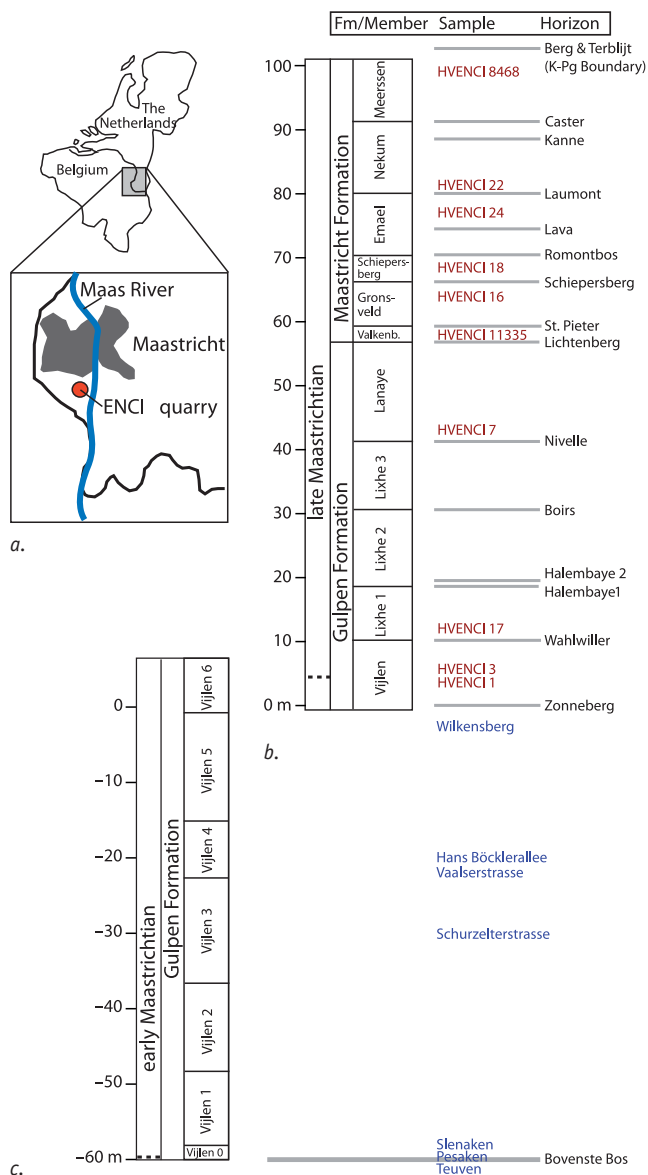 The
Netherlands
Belgium
Maas River
Maastricht
ENCI quarry
a.
Fm/Member Sample Horizon
Berg & Terblijt
(K-Pg Boundary)
100
Meerssen
HVENCI 8468
90
Caster
Kanne
Nekum
HVENCI 22
80
Laumont
Maastricht Formation
Emael
HVENCI 24
Lava
70
Romontbos
Schiepers-
berg
HVENCI 18
Schiepersberg
Grons-
veld
HVENCI 16
60
St. Pieter
Valkenb.
HVENCI 11335
Lichtenberg
50
Lanaye
HVENCI 7
40
Nivelle
late Maastrichtian
Lixhe 3
30
Boirs
Gulpen Formation
Lixhe 2
20
Halembaye 2
Halembaye1
Lixhe 1
HVENCI 17
10
Wahlwiller
Vijlen
HVENCI 3
HVENCI 1
0 m
Zonneberg
Wilkensberg
b.
Vijlen 6
0
Vijlen 5
−10
Vijlen 4
−20
Hans Böcklerallee
Vaalserstrasse
Gulpen Formation
Vijlen 3
−30
Schurzelterstrasse
early Maastrichtian
−40
Vijlen 2
−50
Vijlen 1
Vijlen 0
−60 m
Slenaken
Pesaken
Teuven
Bovenste Bos
c.